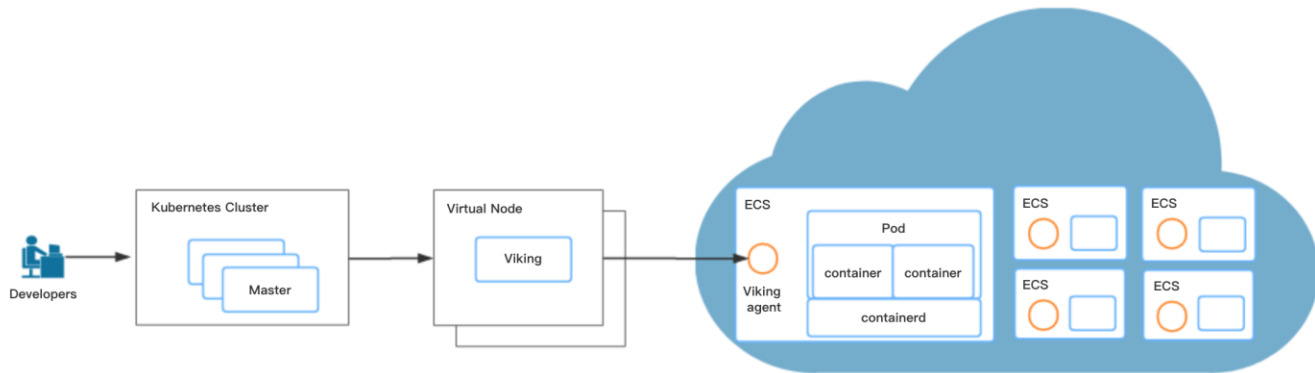 Developers
Kubernetes Cluster
Master
Virtual Node
Viking
ECS
Viking
agent
Pod
container
container
containerd
ECS
ECS
ECS
ECS